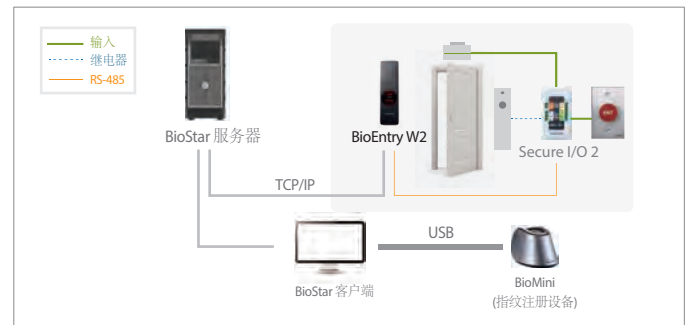 输入
继电器
RS-485
BioStar 服务器
BioEntry W2
EXIT
Secure I/O 2
TCP/IP
USB
BioStar 客户端
BioMini
(指纹注册设备)